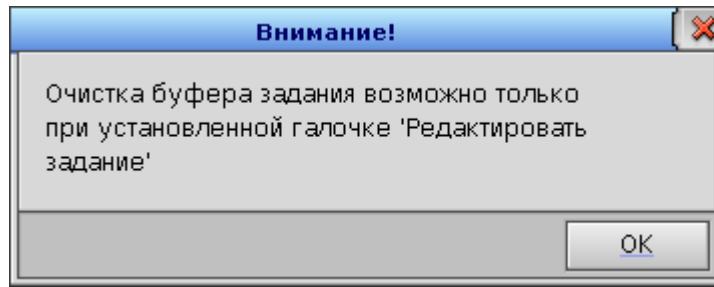 Внимание!
Очистка буфера задания возможно только
при установленной галочке 'Редактировать
задание'
OK